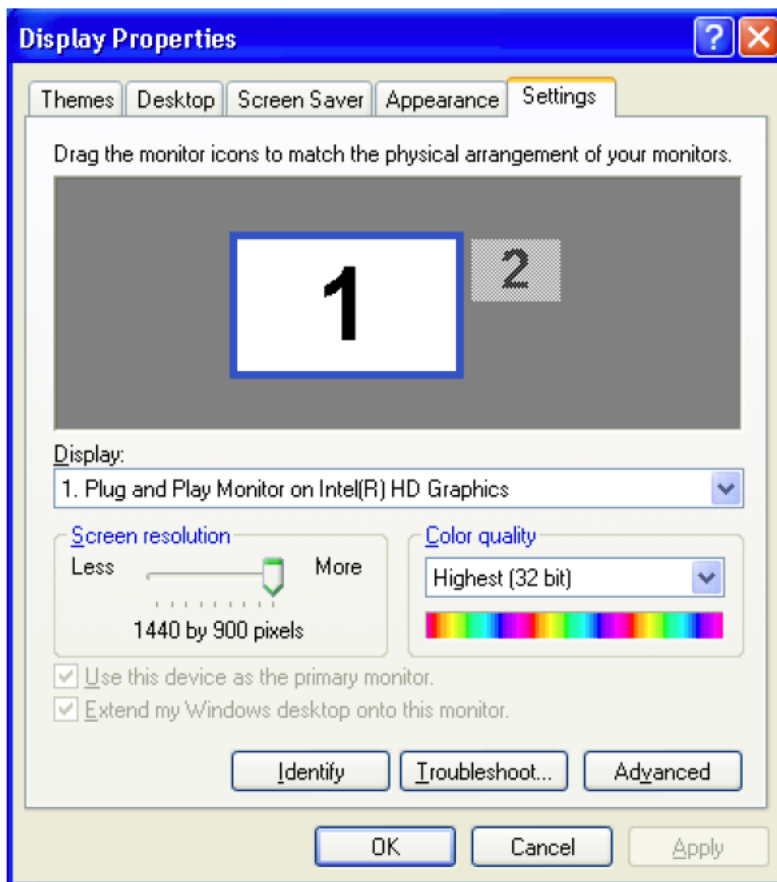 Display Properties
Themes Desktop Screen Saver Appearance Settings
Drag the monitor icons to match the physical arrangement of your monitors.
1 2
Display:
1. Plug and Play Monitor on Intel(R) HD Graphics
Screen resolution
Less More
1440 by 900 pixels
Color quality
Highest (32 bit)
Use this device as the primary monitor.
Extend my Windows desktop onto this monitor.
Identify Troubleshoot... Advanced
OK Cancel Apply